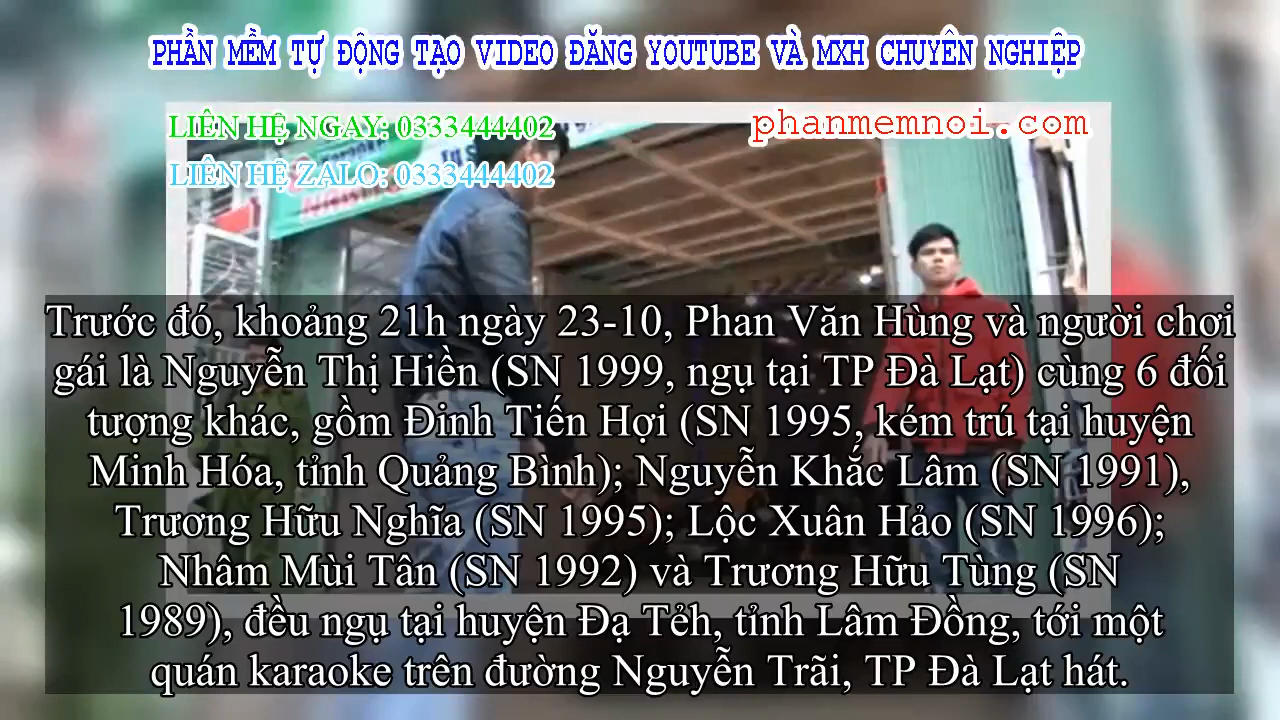 PHẦN MỀM TỰ ĐỘNG TẠO VIDEO ĐĂNG YOUTUBE VÀ MXH CHUYÊN NGHIỆP
LIÊN HỆ NGAY: 0333444402
phanmemnoi.com
LIÊN HỆ ZALO: 0333444402
Trước đó, khoảng 21h ngày 23-10, Phan Văn Hùng và người chơi
gái là Nguyễn Thị Hiền (SN 1999, ngụ tại TP Đà Lạt) cùng 6 đối
tượng khác, gồm Đinh Tiến Hợi (SN 1995, kém trú tại huyện
Minh Hóa, tỉnh Quảng Bình); Nguyễn Khắc Lâm (SN 1991),
Trương Hữu Nghĩa (SN 1995); Lộc Xuân Hảo (SN 1996);
Nhâm Mùi Tân (SN 1992) và Trương Hữu Tùng (SN
1989), đều ngụ tại huyện Đạ Tẻh, tỉnh Lâm Đồng, tới một
quán karaoke trên đường Nguyễn Trãi, TP Đà Lạt hát.